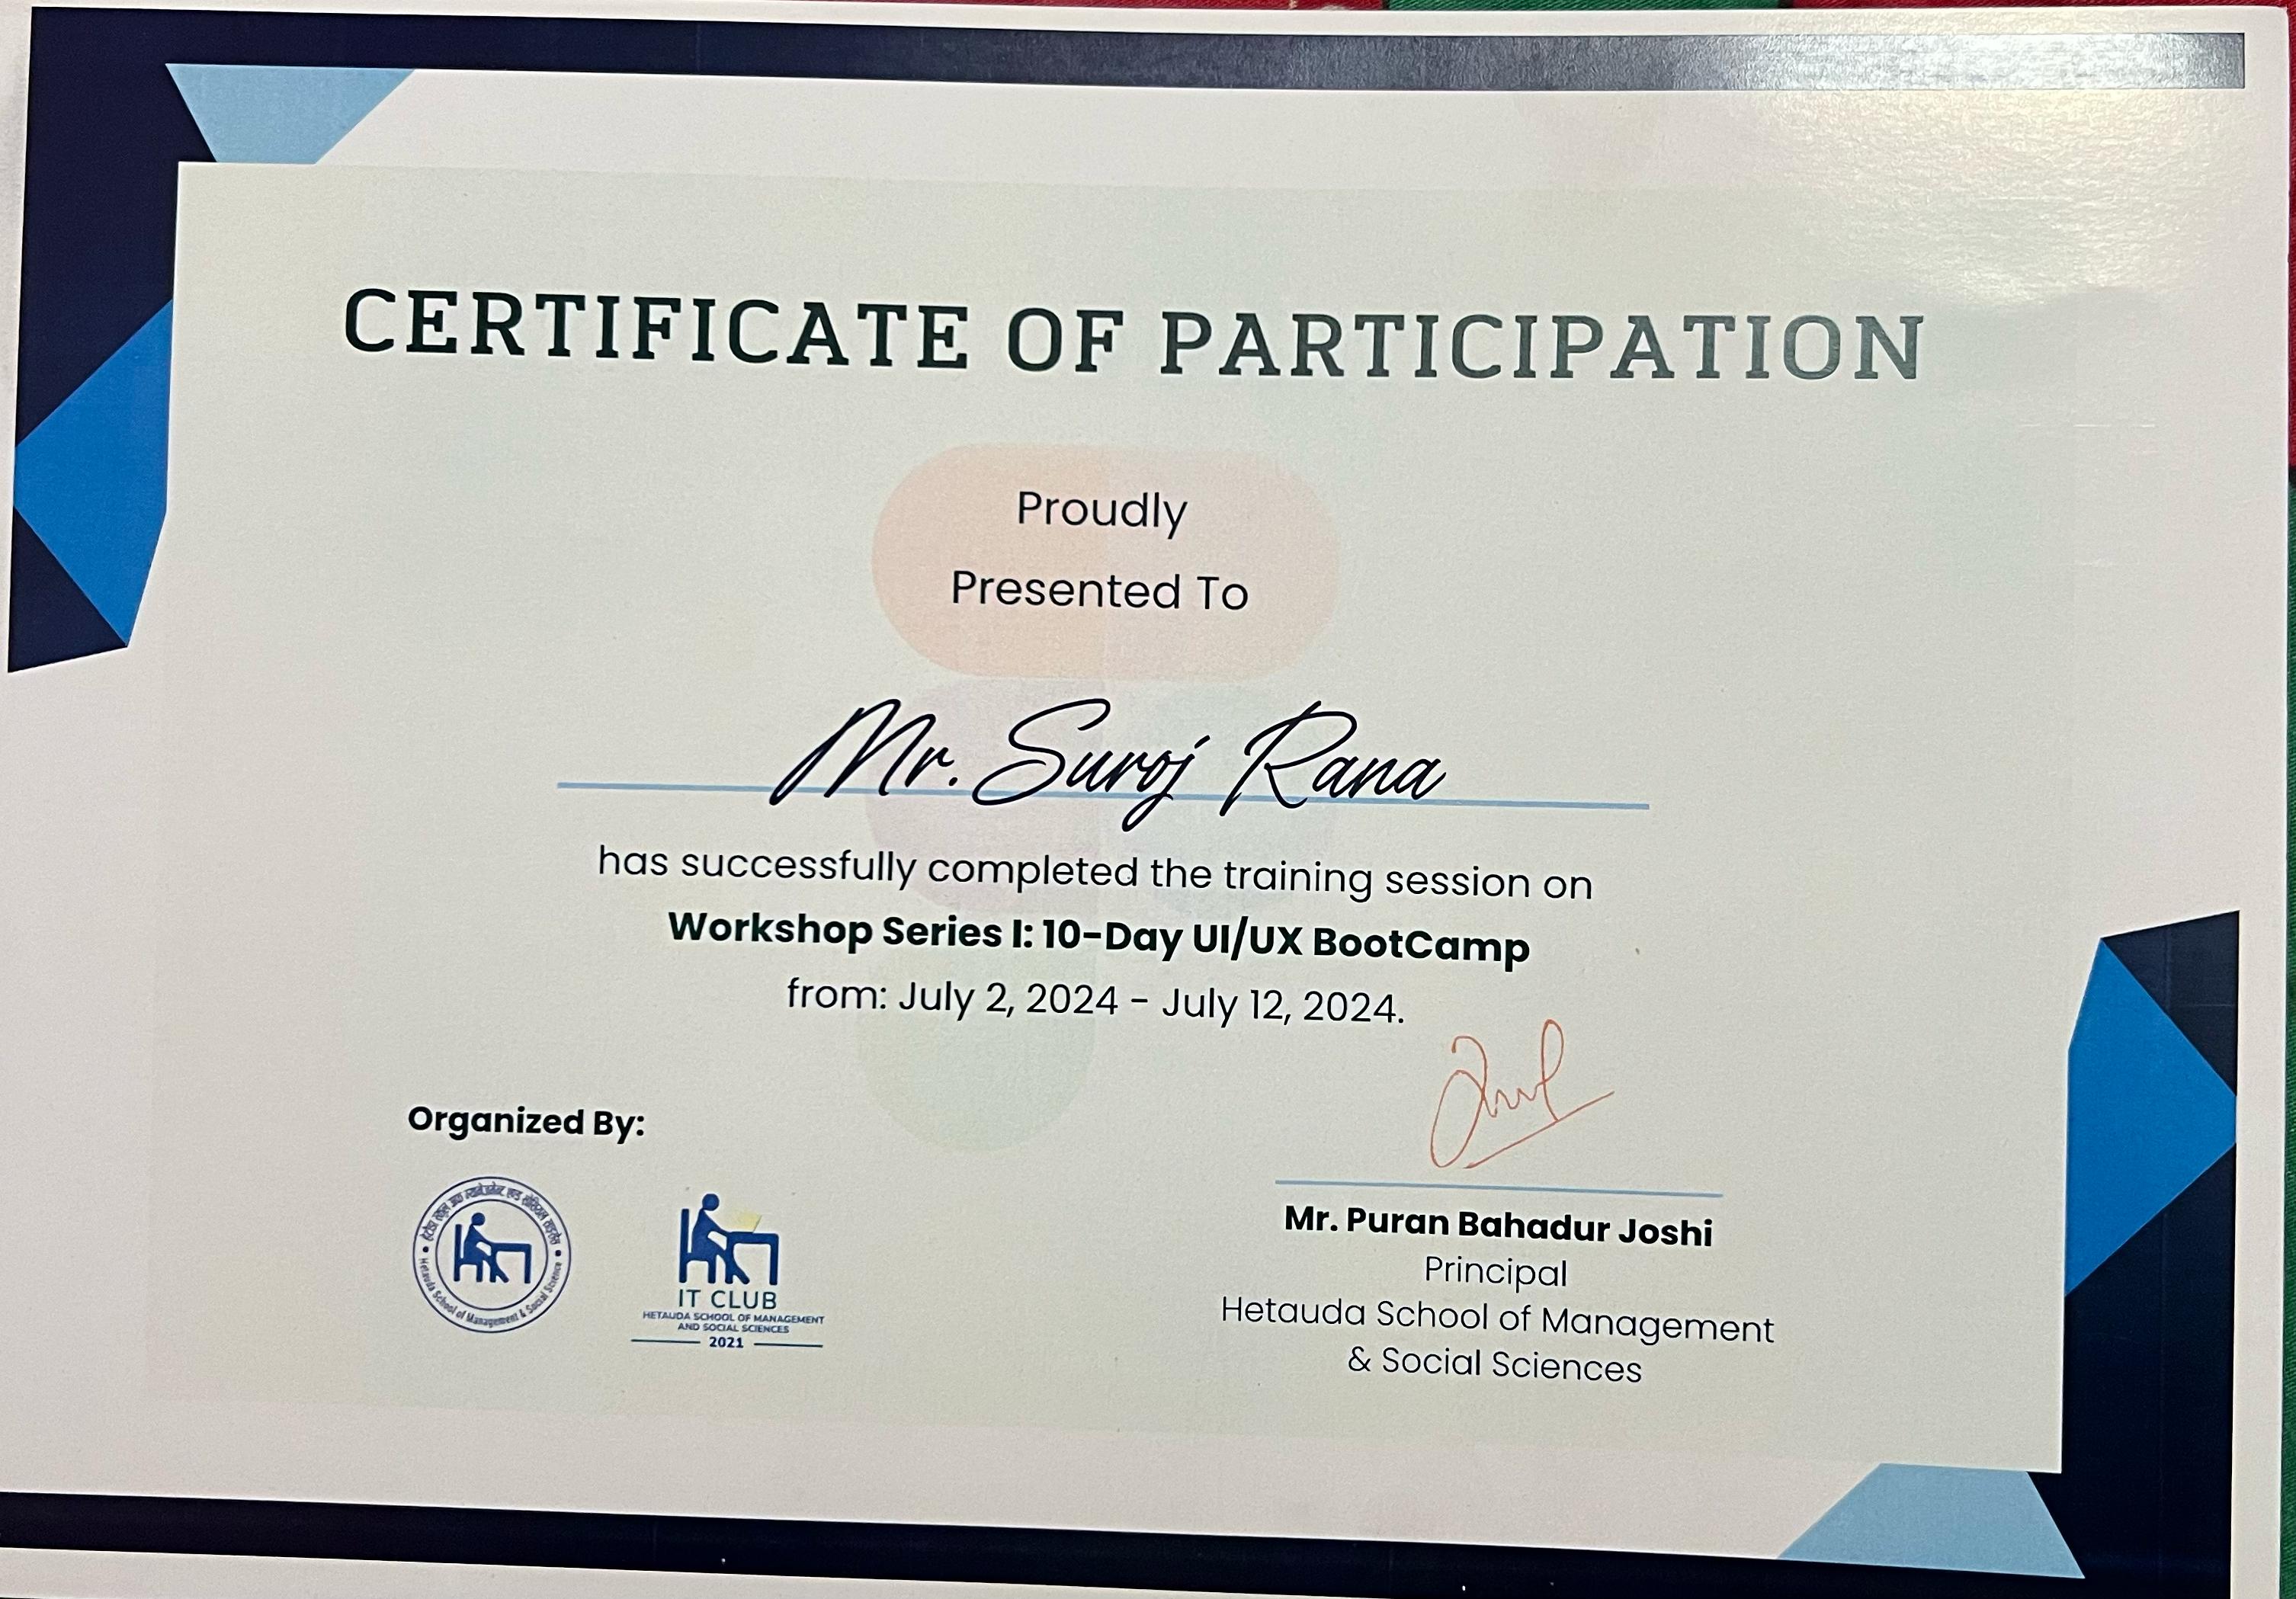 CERTIFICATE OF PARTICIPATION
Proudly
Presented To
Mr. Suroj Rana
has successfully completed the training session on
Workshop Series I: 10-Day UI/UX BootCamp
from: July 2, 2024 - July 12, 2024.
Organized By:
Hetauda School of Management & Social Science
IT CLUB
HETAUDA SCHOOL OF MANAGEMENT
AND SOCIAL SCIENCES
2021
Mr. Puran Bahadur Joshi
Principal
Hetauda School of Management
& Social Sciences